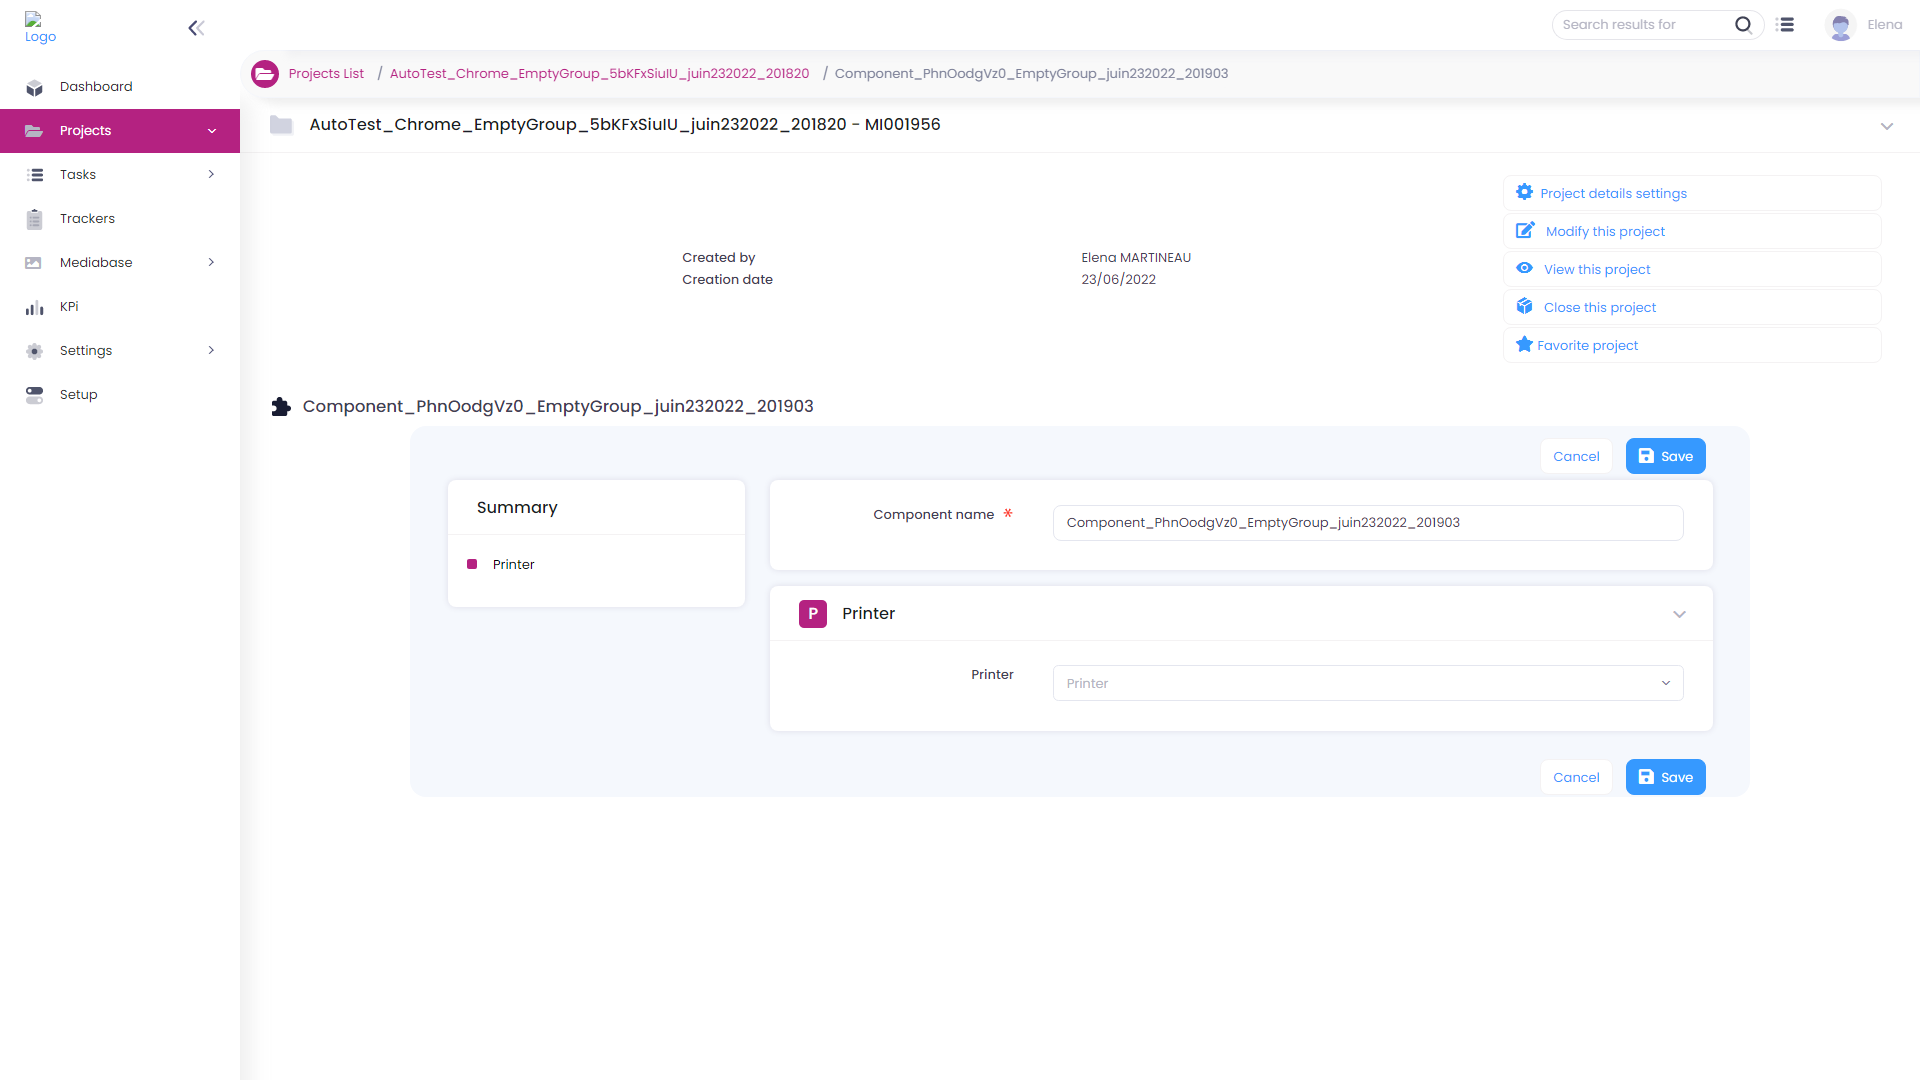 Logo
Search results for
Elena
Dashboard
Projects
Tasks
Trackers
Mediabase
KPi
Settings
Setup
Projects List / AutoTest_Chrome_EmptyGroup_5bKFxSiuIU_juin232022_201820 / Component_PhnOodgVz0_EmptyGroup_juin232022_201903
AutoTest_Chrome_EmptyGroup_5bKFxSiuIU_juin232022_201820 - MI001956
Created by Elena MARTINEAU
Creation date 23/06/2022
Project details settings
Modify this project
View this project
Close this project
Favorite project
Component_PhnOodgVz0_EmptyGroup_juin232022_201903
Cancel Save
Summary
Printer
Component name * Component_PhnOodgVz0_EmptyGroup_juin232022_201903
P Printer
Printer Printer
Cancel Save